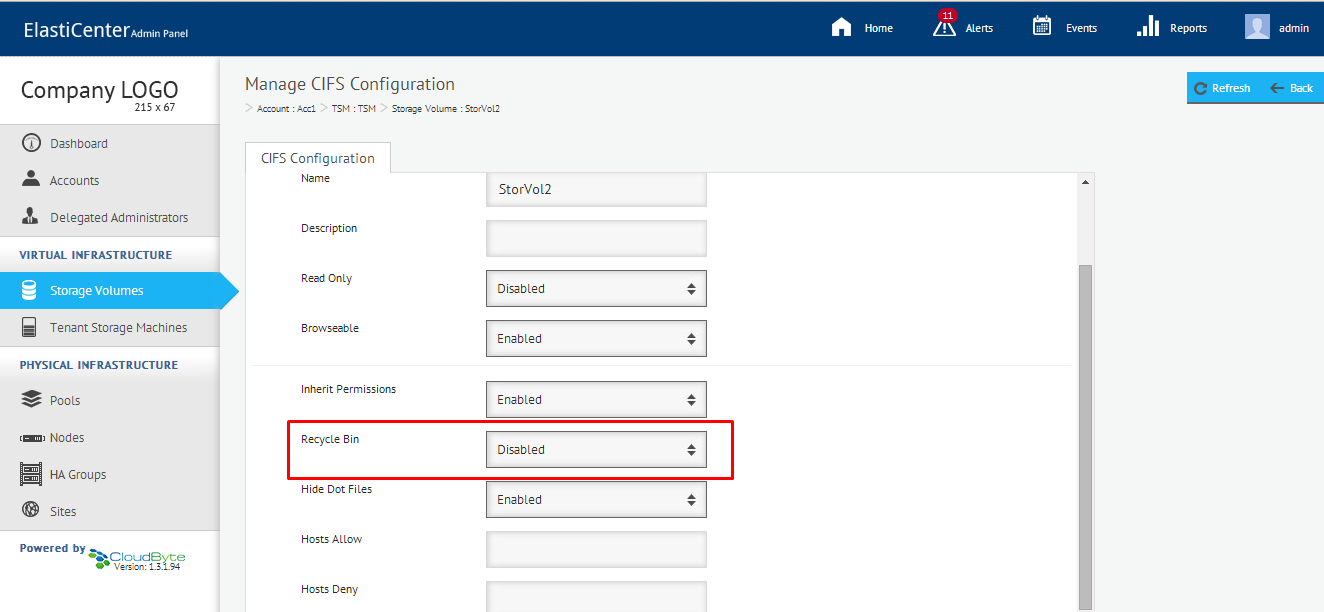 ElastiCenter Admin Panel
11
Home
Alerts
Events
Reports
admin
Company LOGO
215 x 67
Dashboard
Accounts
Delegated Administrators
VIRTUAL INFRASTRUCTURE
Storage Volumes
Tenant Storage Machines
PHYSICAL INFRASTRUCTURE
Pools
Nodes
HA Groups
Sites
Powered by CloudByte
Version: 1.3.1.94
Manage CIFS Configuration
> Account : Acc1 > TSM : TSM > Storage Volume : StorVol2
Refresh
Back
CIFS Configuration
Name StorVol2
Description
Read Only Disabled
Browseable Enabled
Inherit Permissions Enabled
Recycle Bin Disabled
Hide Dot Files Enabled
Hosts Allow
Hosts Deny